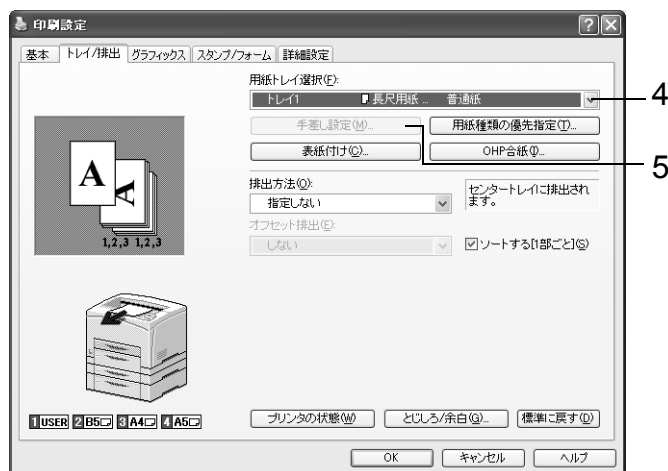 印刷設定
基本 トレイ/排出 グラフィックス スタンプ/フォーム 詳細設定
用紙トレイ選択(F):
トレイ1 長尺用紙 ... 普通紙
4
手差し設定(M)... 用紙種類の優先指定(T)...
5
表紙付け(C)... OHP合紙(I)...
排出方法(O):
指定しない
センタートレイに排出され
ます。
オフセット排出(E):
しない
ソートする[1部ごと](S)
A A
1,2,3 1,2,3
1 USER 2 B5 3 A4 4 A5
プリンタの状態(W) とじしろ/余白(G)... 標準に戻す(D)
OK キャンセル ヘルプ